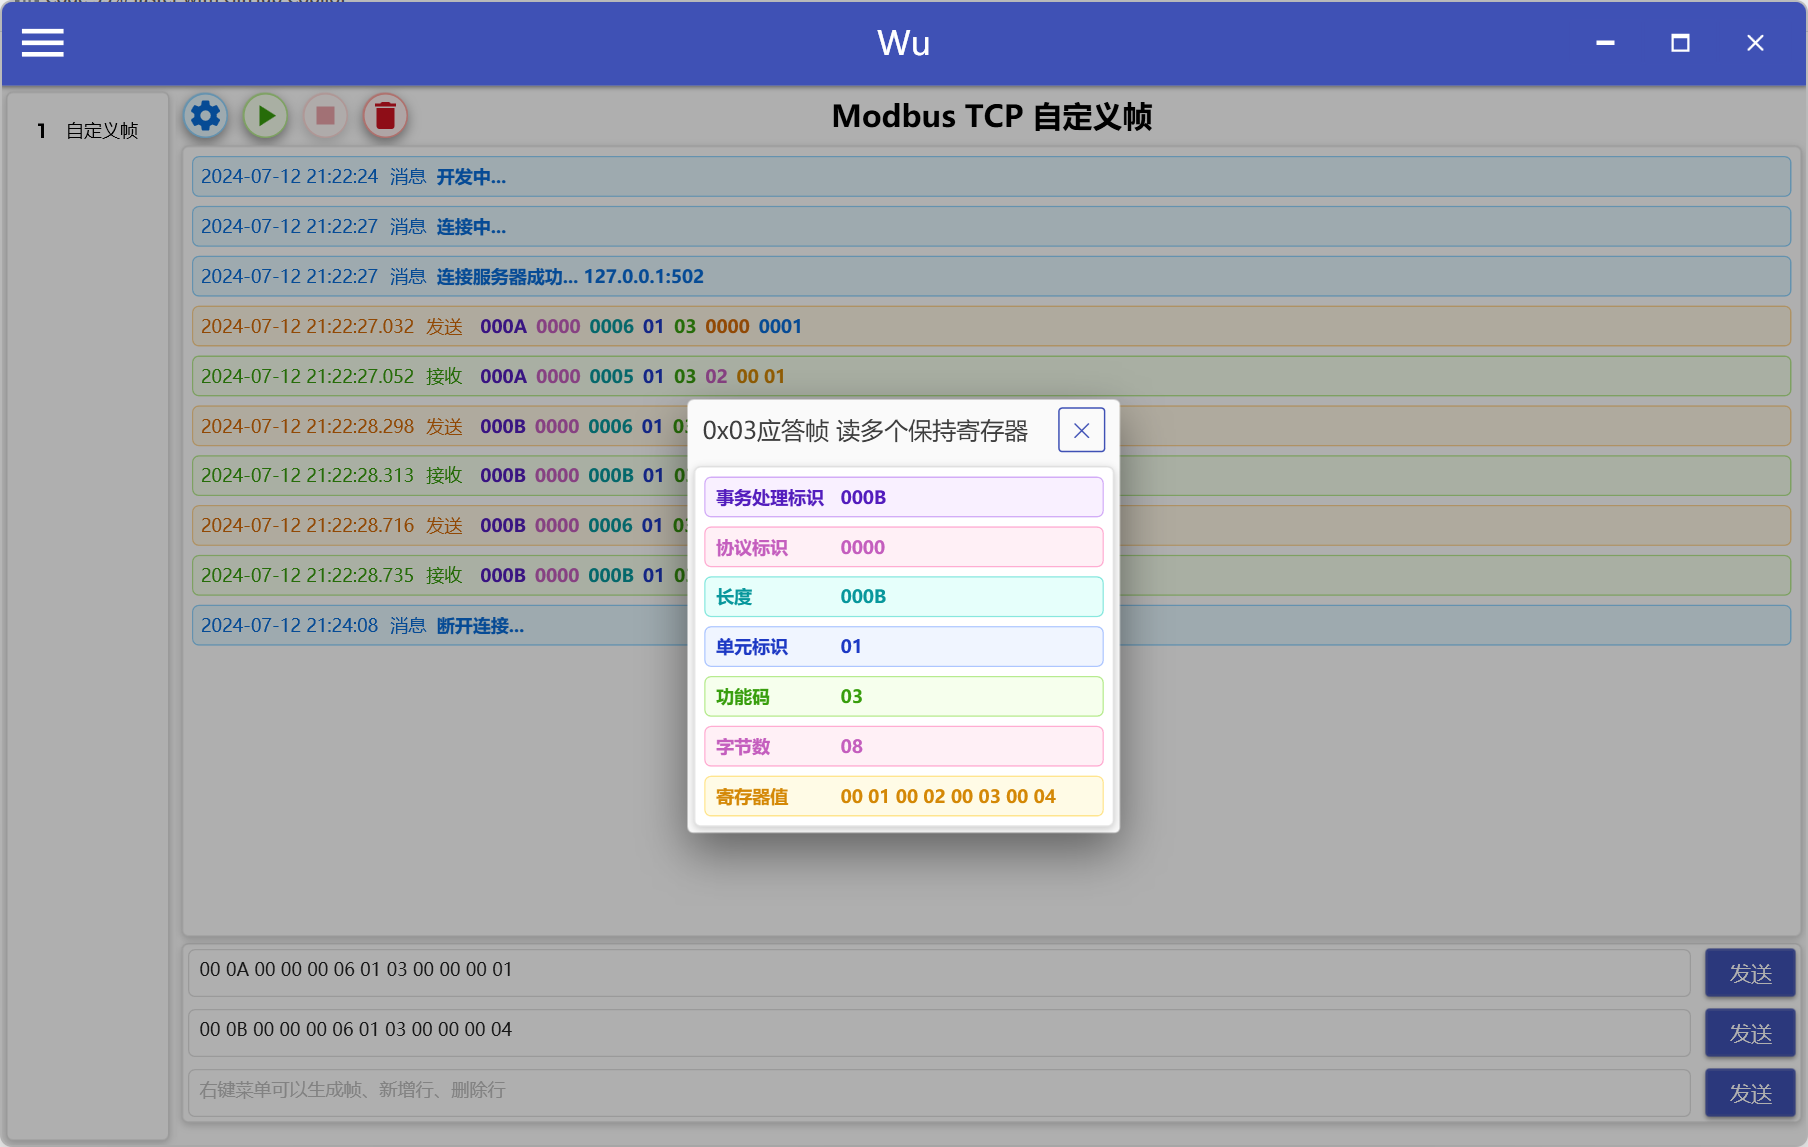 Wu
1 自定义帧
Modbus TCP 自定义帧
2024-07-12 21:22:24 消息 开发中...
2024-07-12 21:22:27 消息 连接中...
2024-07-12 21:22:27 消息 连接服务器成功... 127.0.0.1:502
2024-07-12 21:22:27.032 发送 000A 0000 0006 01 03 0000 0001
2024-07-12 21:22:27.052 接收 000A 0000 0005 01 03 02 00 01
2024-07-12 21:22:28.298 发送 000B 0000 0006 01
2024-07-12 21:22:28.313 接收 000B 0000 000B 01
2024-07-12 21:22:28.716 发送 000B 0000 0006 01
2024-07-12 21:22:28.735 接收 000B 0000 000B 01
2024-07-12 21:24:08 消息 断开连接...
0x03应答帧 读多个保持寄存器
事务处理标识 000B
协议标识 0000
长度 000B
单元标识 01
功能码 03
字节数 08
寄存器值 00 01 00 02 00 03 00 04
00 0A 00 00 00 06 01 03 00 00 00 01 发送
00 0B 00 00 00 06 01 03 00 00 00 04 发送
右键菜单可以生成帧、新增行、删除行 发送